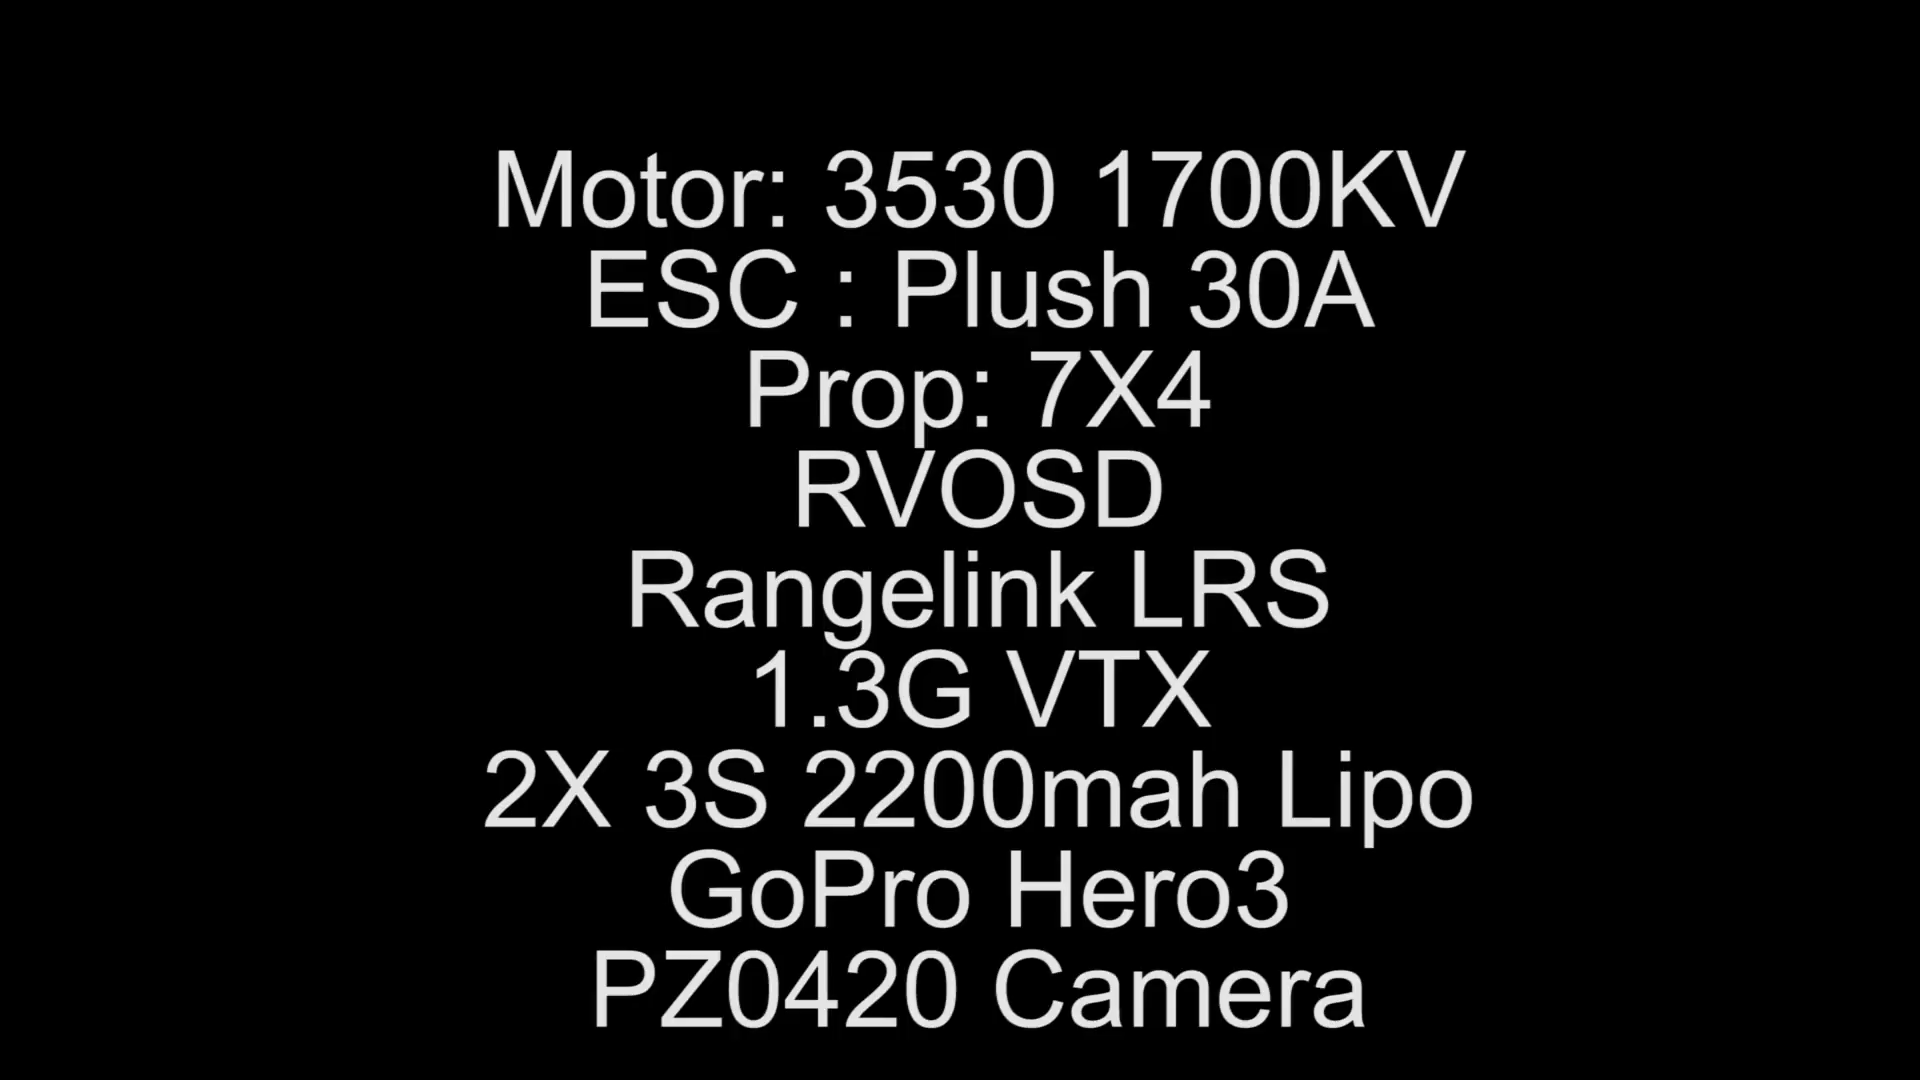 Motor: 3530 1700KV
ESC : Plush 30A
Prop: 7X4
RVOSD
Rangelink LRS
1.3G VTX
2X 3S 2200mah Lipo
GoPro Hero3
PZ0420 Camera